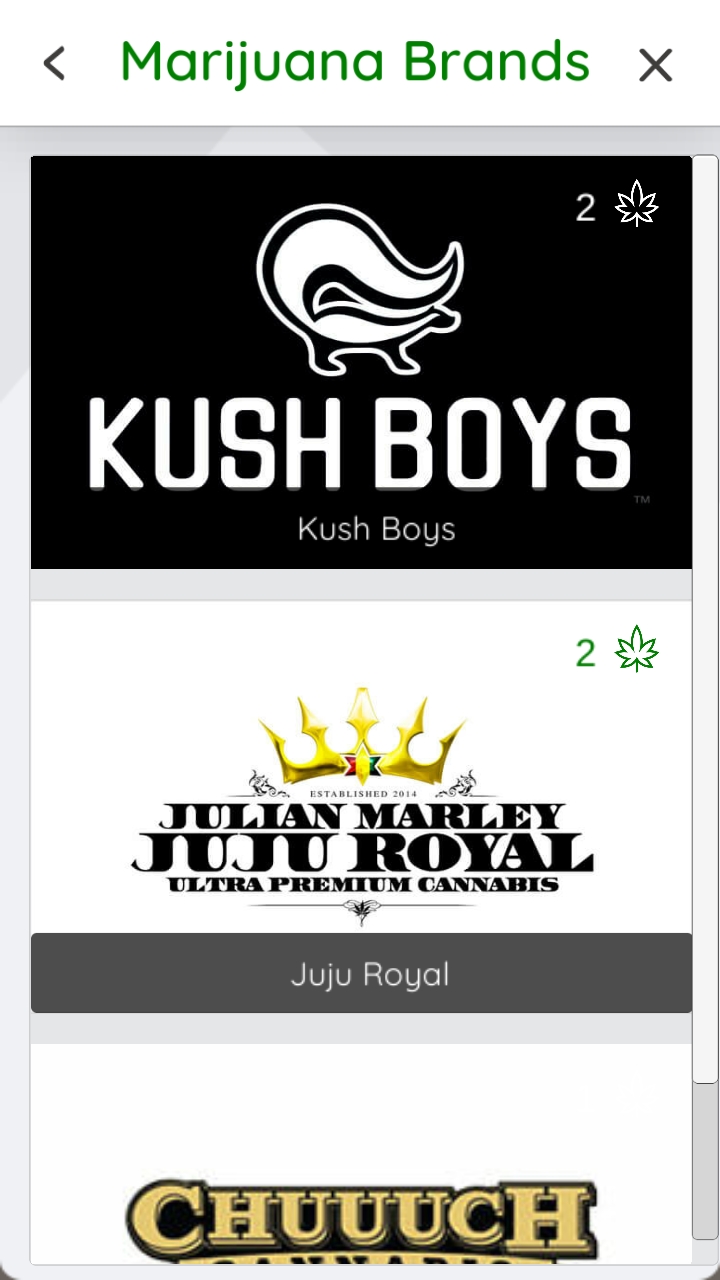 Marijuana Brands
2
KUSH BOYS
TM
Kush Boys
2
ESTABLISHED 2014
JULIAN MARLEY
JUJU ROYAL
ULTRA PREMIUM CANNABIS
Juju Royal
CHUUUCH
CANNABIS